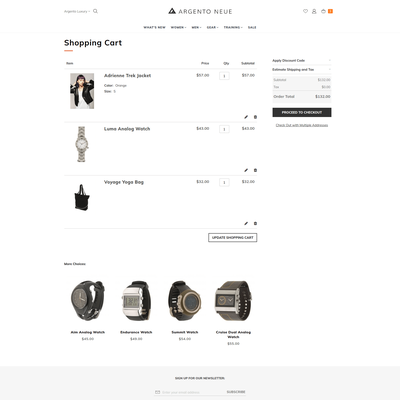 Argento Luxury
ARGENTO NEUE
WHAT'S NEW WOMEN MEN GEAR TRAINING SALE
Shopping Cart
Item Price Qty Subtotal
Adrienne Trek Jacket $57.00 1 $57.00
Color: Orange
Size: S
Luma Analog Watch $43.00 1 $43.00
Voyage Yoga Bag $32.00 1 $32.00
UPDATE SHOPPING CART
Apply Discount Code
Estimate Shipping and Tax
Subtotal $132.00
Tax $0.00
Order Total $132.00
PROCEED TO CHECKOUT
Check Out with Multiple Addresses
More Choices:
Aim Analog Watch
$45.00
Endurance Watch
$49.00
Summit Watch
$54.00
Cruise Dual Analog
Watch
$55.00
SIGN UP FOR OUR NEWSLETTER:
SUBSCRIBE